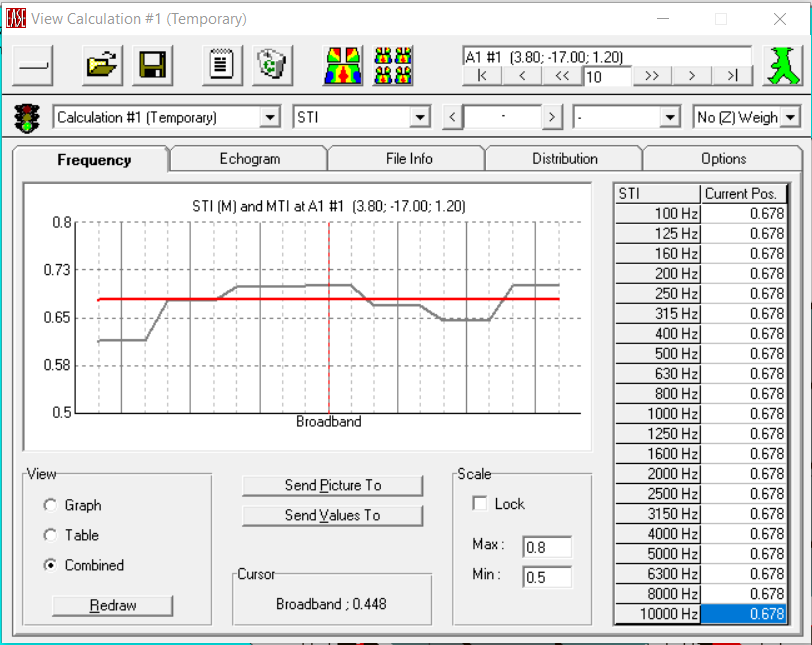 EASE View Calculation #1 (Temporary)
A1 #1 (3.80; -17.00; 1.20)
|< < << 10 >> > >|
Calculation #1 (Temporary) STI < - > - No (Z) Weigh
Frequency Echogram File Info Distribution Options
STI (M) and MTI at A1 #1 (3.80; -17.00; 1.20)
0.8
0.73
0.65
0.58
0.5
Broadband
STI Current Pos.
100 Hz 0.678
125 Hz 0.678
160 Hz 0.678
200 Hz 0.678
250 Hz 0.678
315 Hz 0.678
400 Hz 0.678
500 Hz 0.678
630 Hz 0.678
800 Hz 0.678
1000 Hz 0.678
1250 Hz 0.678
1600 Hz 0.678
2000 Hz 0.678
2500 Hz 0.678
3150 Hz 0.678
4000 Hz 0.678
5000 Hz 0.678
6300 Hz 0.678
8000 Hz 0.678
10000 Hz 0.678
View
Graph
Table
Combined
Redraw
Send Picture To
Send Values To
Cursor
Broadband ; 0.448
Scale
Lock
Max : 0.8
Min : 0.5